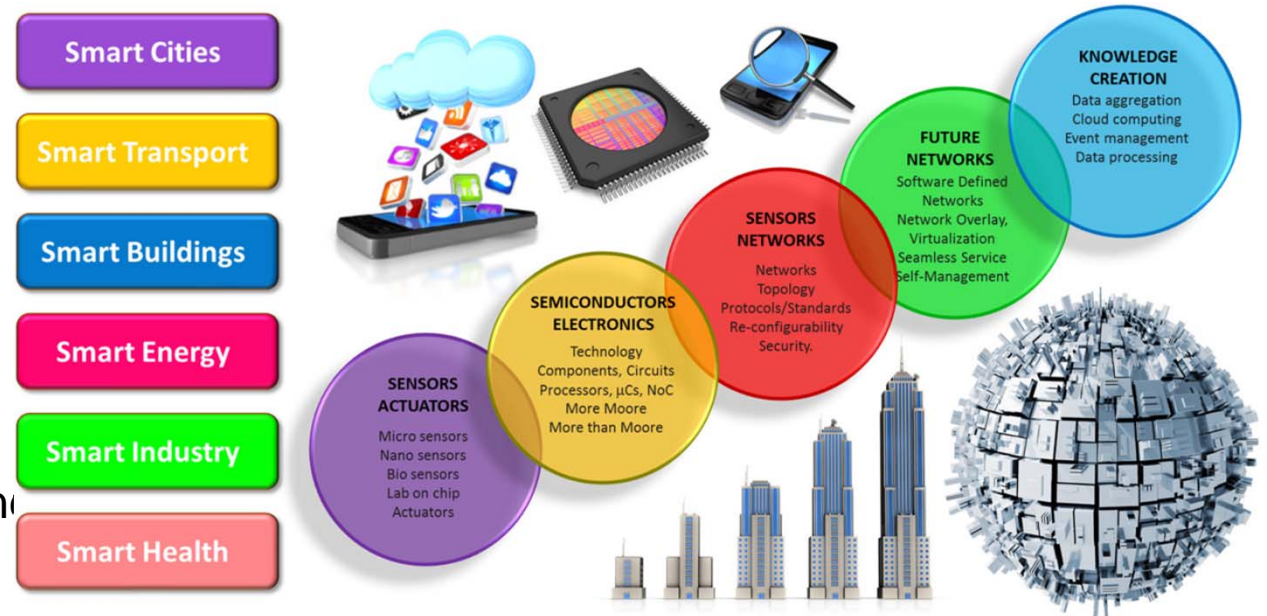 Smart Cities
Smart Transport
Smart Buildings
Smart Energy
Smart Industry
Smart Health
SENSORS
ACTUATORS
Micro sensors
Nano sensors
Bio sensors
Lab on chip
Actuators
SEMICONDUCTORS
ELECTRONICS
Technology
Components, Circuits
Processors, µCs, NoC
More Moore
More than Moore
SENSORS
NETWORKS
Networks
Topology
Protocols/Standards
Re-configurability
Security.
FUTURE
NETWORKS
Software Defined
Networks
Network Overlay,
Virtualization
Seamless Service
Self-Management
KNOWLEDGE
CREATION
Data aggregation
Cloud computing
Event management
Data processing